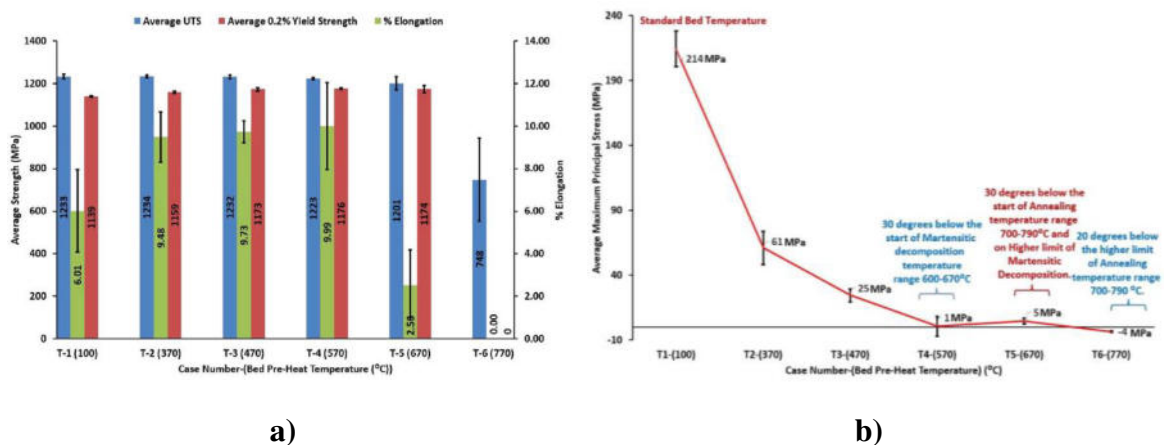 Average UTS Average 0.2% Yield Strength % Elongation
1400 14.00
1200 12.00
1000 10.00
800 8.00
600 6.00
400 4.00
200 2.00
0 0.00
Average Strength (MPa)
% Elongation
1233 6.01 1139
1234 9.48 1159
1232 9.73 1173
1223 9.99 1176
1201 2.59 1174
748 0.00 0
T-1 (100) T-2 (370) T-3 (470) T-4 (570) T-5 (670) T-6 (770)
Case Number-(Bed Pre-Heat Temperature (⁰C))
a)
Standard Bed Temperature
240
190
140
90
40
-10
Average Maximum Principal Stress (MPa)
214 MPa
61 MPa
25 MPa
1 MPa
5 MPa
-4 MPa
30 degrees below the
start of Martensitic
decomposition
temperature
range 600-670⁰C
30 degrees below the
start of Annealing
temperature range
700-790⁰C and
on Higher limit of
Martensitic
Decomposition.
20 degrees below
the higher limit
of Annealing
temperature range
700-790 ⁰C.
T1-(100) T2-(370) T3-(470) T4-(570) T5-(670) T6-(770)
Case Number-(Bed Pre-Heat Temperature) (⁰C)
b)